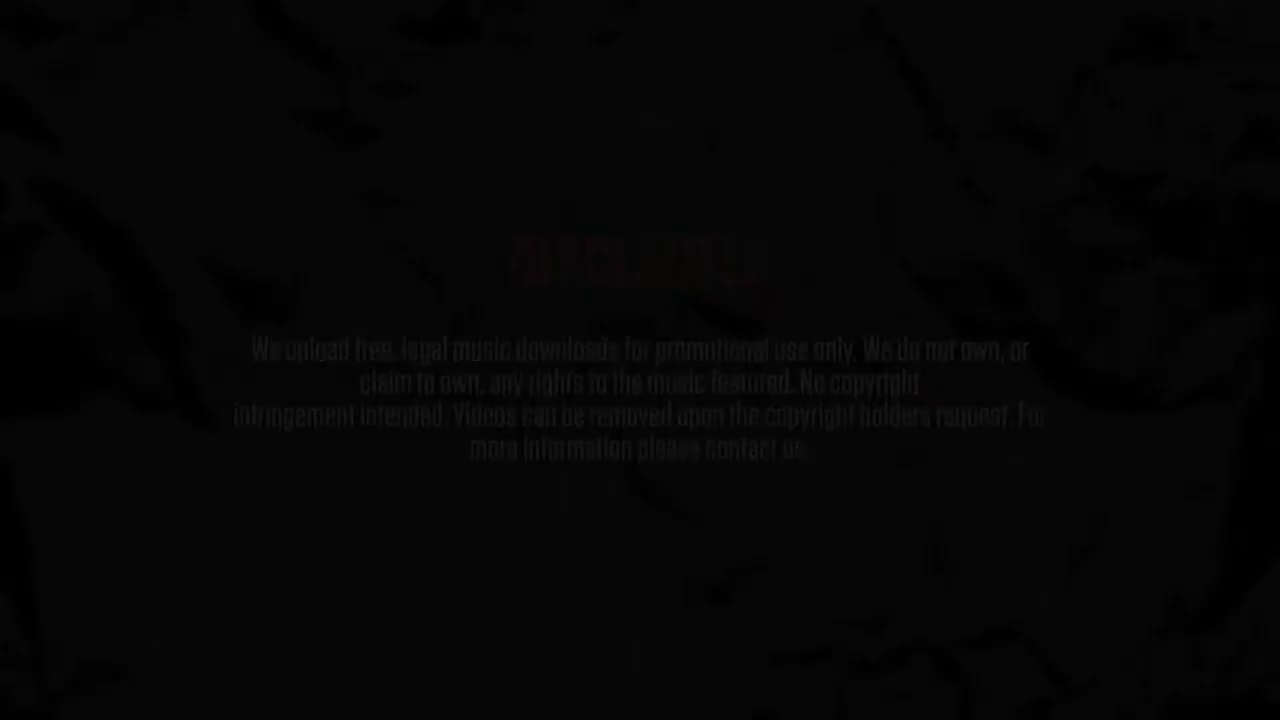 DISCLAIMER
We upload free, legal music downloads for promotional use only. We do not own, or
claim to own, any rights to the music featured. No copyright
infringement intended. Videos can be removed upon the copyright holders request. For
more information please contact us.